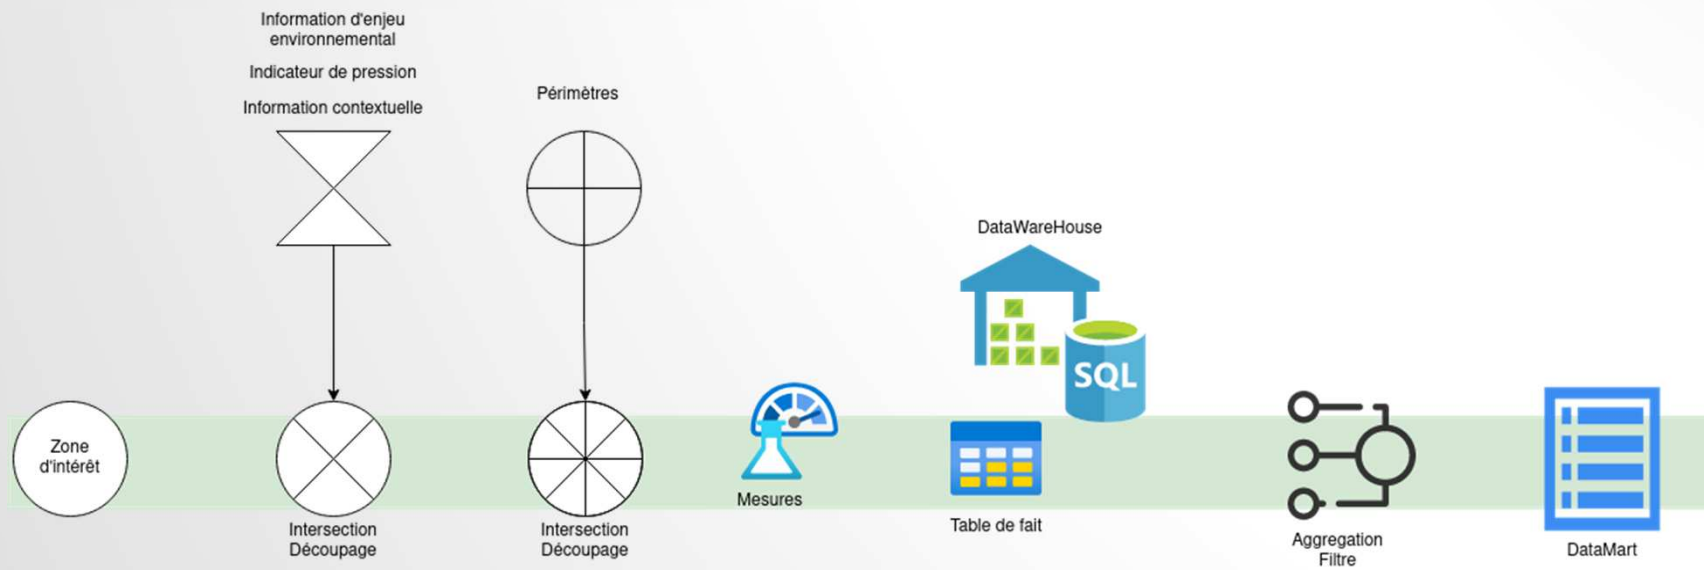 Information d'enjeu
environnemental
Indicateur de pression
Information contextuelle
Périmètres
DataWareHouse
SQL
Zone
d'intérêt
Intersection
Découpage
Intersection
Découpage
Mesures
Table de fait
Aggregation
Filtre
DataMart